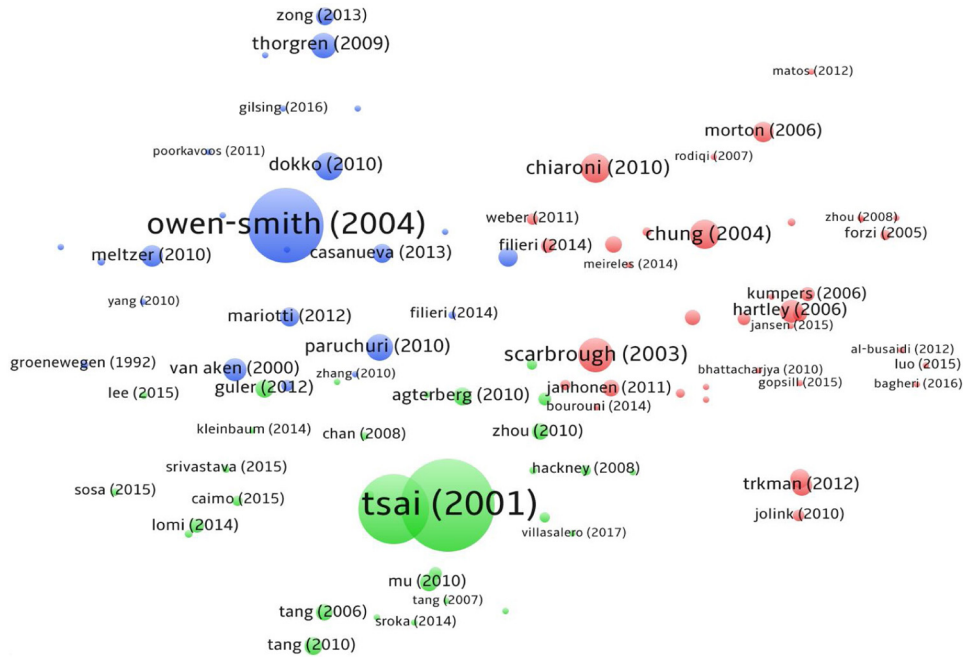 zong (2013)
thorgren (2009)
matos (2012)
gilsing (2016)
morton (2006)
poorkavoos (2011)
rodiqi (2007)
dokko (2010)
chiaroni (2010)
owen-smith (2004)
weber (2011)
zhou (2008)
chung (2004)
forzi (2005)
filieri (2014)
meltzer (2010)
casanueva (2013)
meireles (2014)
kumpers (2006)
yang (2010)
hartley (2006)
mariotti (2012)
filieri (2014)
jansen (2015)
paruchuri (2010)
scarbrough (2003)
al-busaidi (2012)
groenewegen (1992)
van aken (2000)
luo (2015)
zhang (2010)
bhattacharjya (2010)
gopsill (2015)
bagheri (2016)
guler (2012)
janhonen (2011)
lee (2015)
agterberg (2010)
bourouni (2014)
kleinbaum (2014)
chan (2008)
zhou (2010)
srivastava (2015)
hackney (2008)
sosa (2015)
trkman (2012)
caimo (2015)
tsai (2001)
jolink (2010)
lomi (2014)
villasalero (2017)
mu (2010)
tang (2007)
tang (2006)
sroka (2014)
tang (2010)